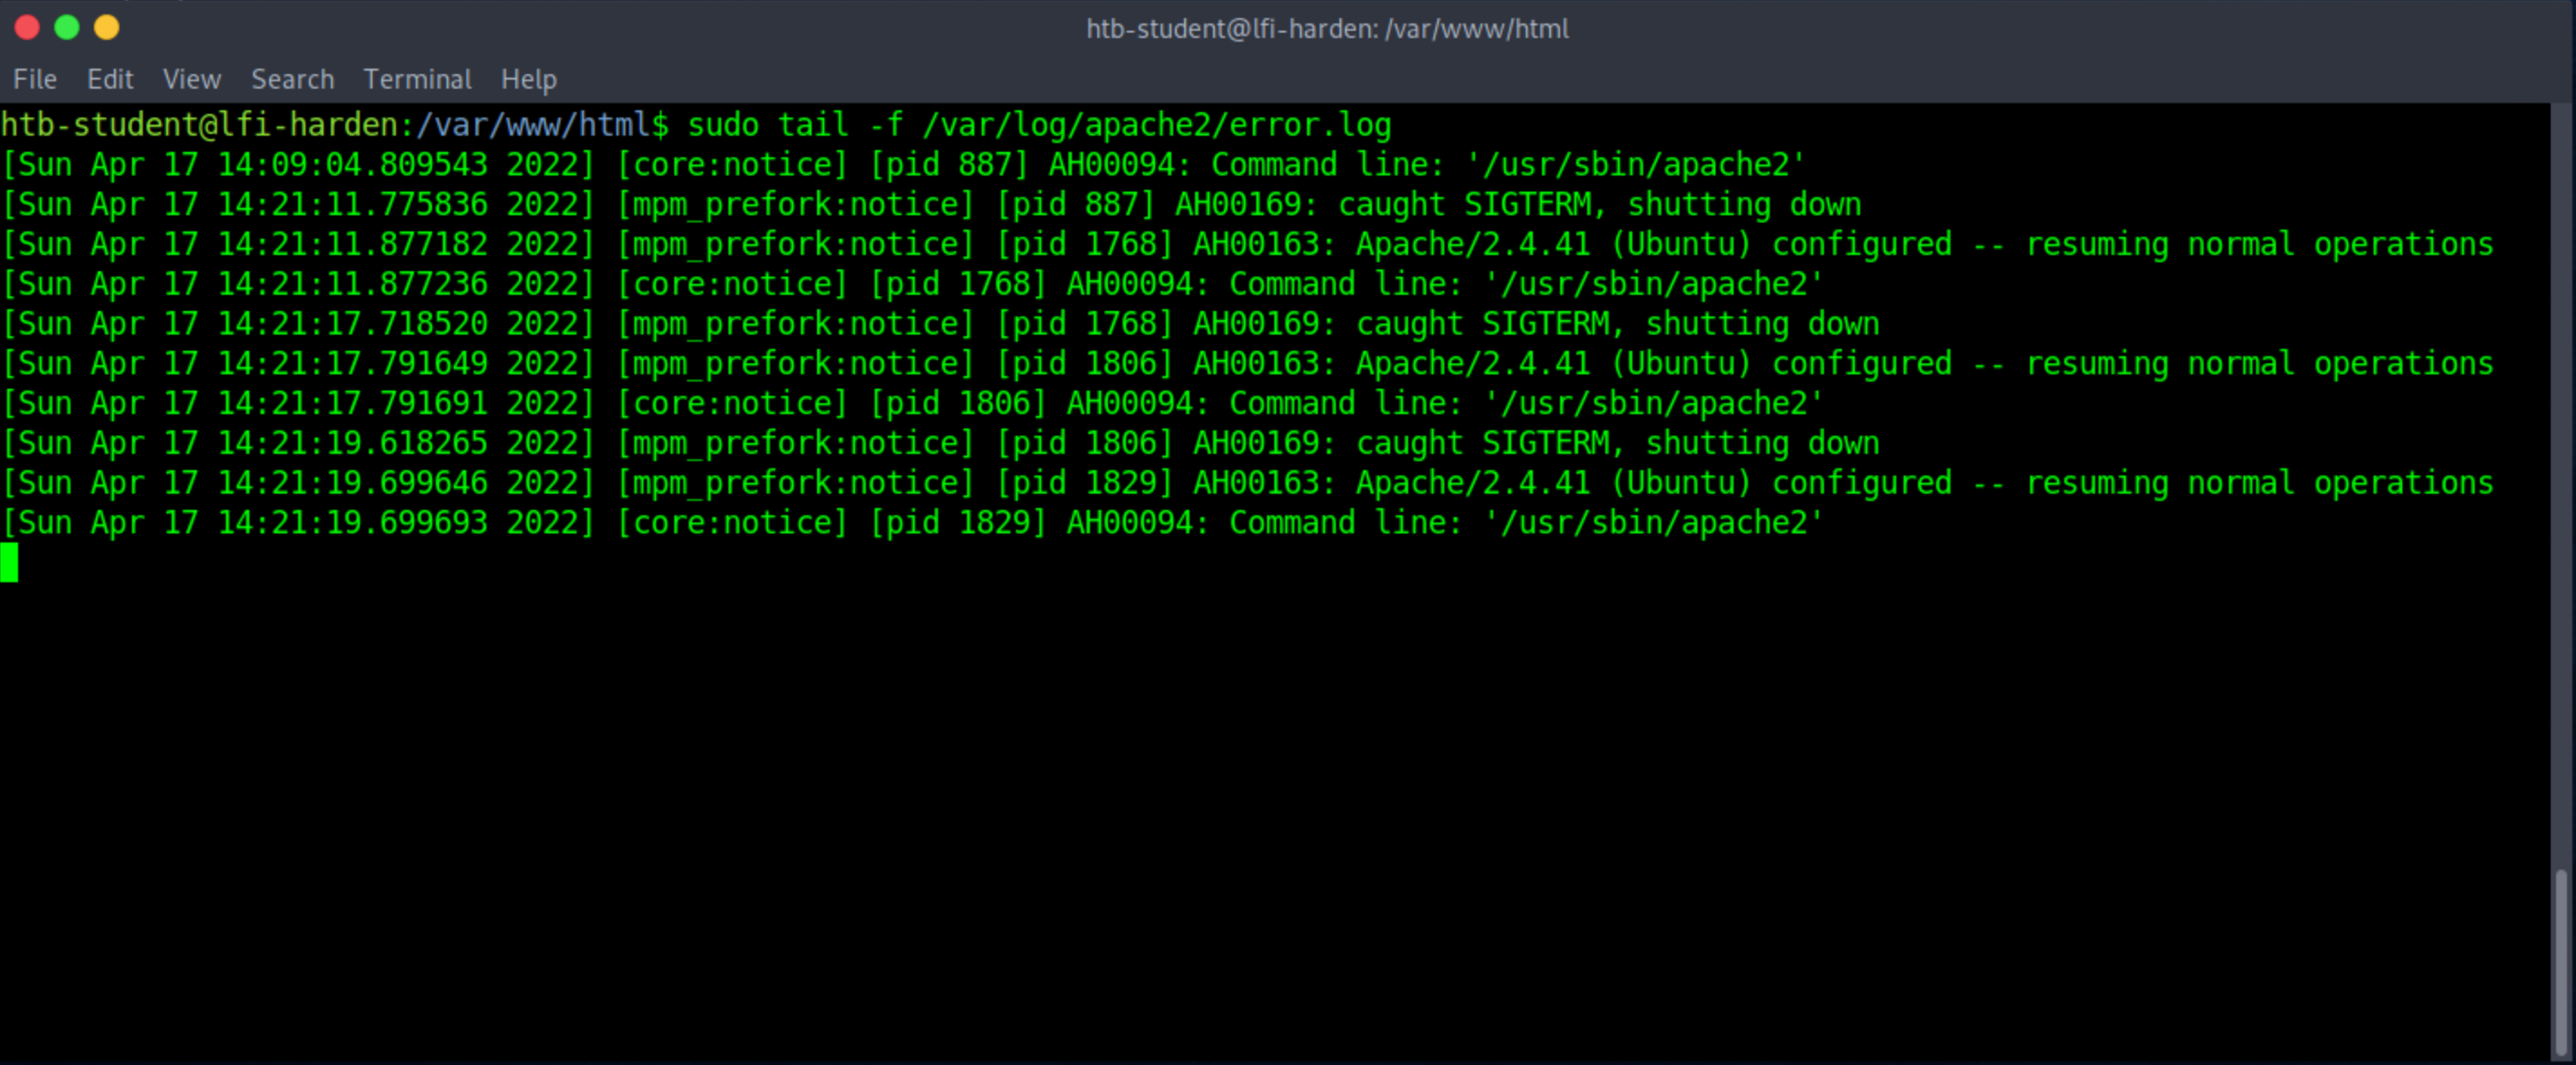 htb-student@lfi-harden: /var/www/html
File Edit View Search Terminal Help
htb-student@lfi-harden:/var/www/html$ sudo tail -f /var/log/apache2/error.log
[Sun Apr 17 14:09:04.809543 2022] [core:notice] [pid 887] AH00094: Command line: '/usr/sbin/apache2'
[Sun Apr 17 14:21:11.775836 2022] [mpm_prefork:notice] [pid 887] AH00169: caught SIGTERM, shutting down
[Sun Apr 17 14:21:11.877182 2022] [mpm_prefork:notice] [pid 1768] AH00163: Apache/2.4.41 (Ubuntu) configured -- resuming normal operations
[Sun Apr 17 14:21:11.877236 2022] [core:notice] [pid 1768] AH00094: Command line: '/usr/sbin/apache2'
[Sun Apr 17 14:21:17.718520 2022] [mpm_prefork:notice] [pid 1768] AH00169: caught SIGTERM, shutting down
[Sun Apr 17 14:21:17.791649 2022] [mpm_prefork:notice] [pid 1806] AH00163: Apache/2.4.41 (Ubuntu) configured -- resuming normal operations
[Sun Apr 17 14:21:17.791691 2022] [core:notice] [pid 1806] AH00094: Command line: '/usr/sbin/apache2'
[Sun Apr 17 14:21:19.618265 2022] [mpm_prefork:notice] [pid 1806] AH00169: caught SIGTERM, shutting down
[Sun Apr 17 14:21:19.699646 2022] [mpm_prefork:notice] [pid 1829] AH00163: Apache/2.4.41 (Ubuntu) configured -- resuming normal operations
[Sun Apr 17 14:21:19.699693 2022] [core:notice] [pid 1829] AH00094: Command line: '/usr/sbin/apache2'